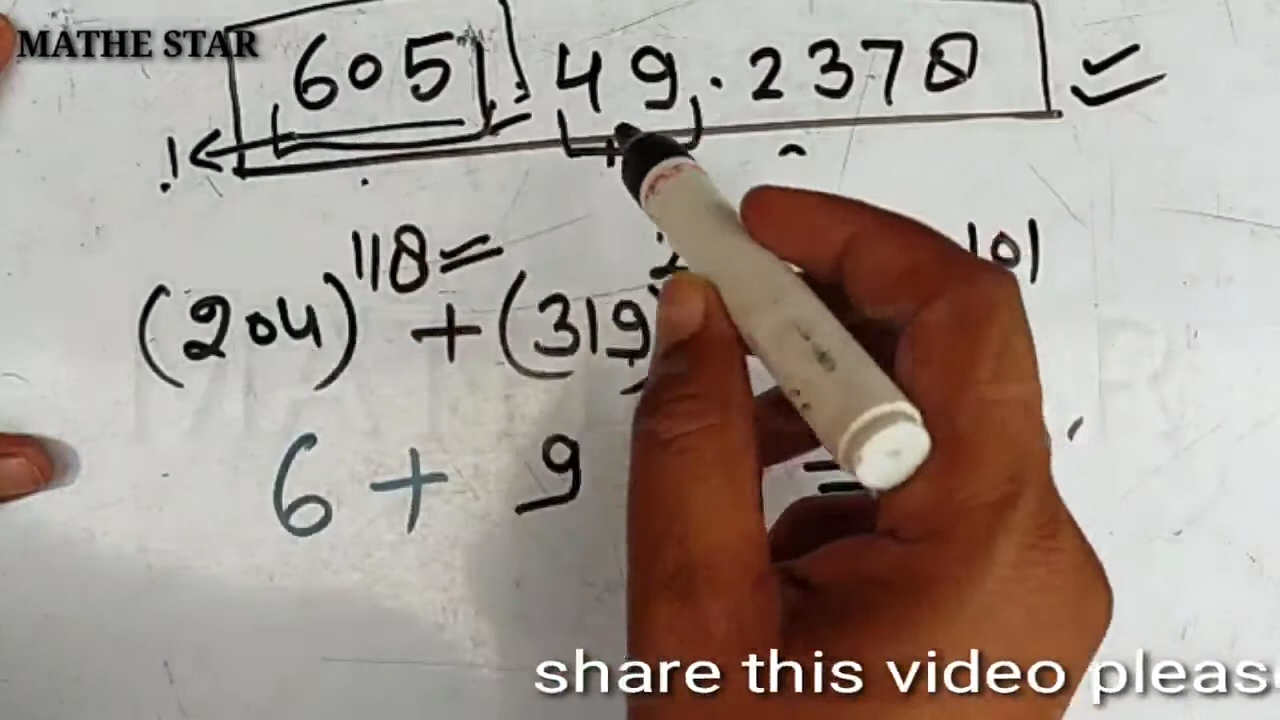 MATHE STAR
605! 49.2378 =
! ←
(204)^118 = + (319) 101
6 + 9 =
share this video pleas